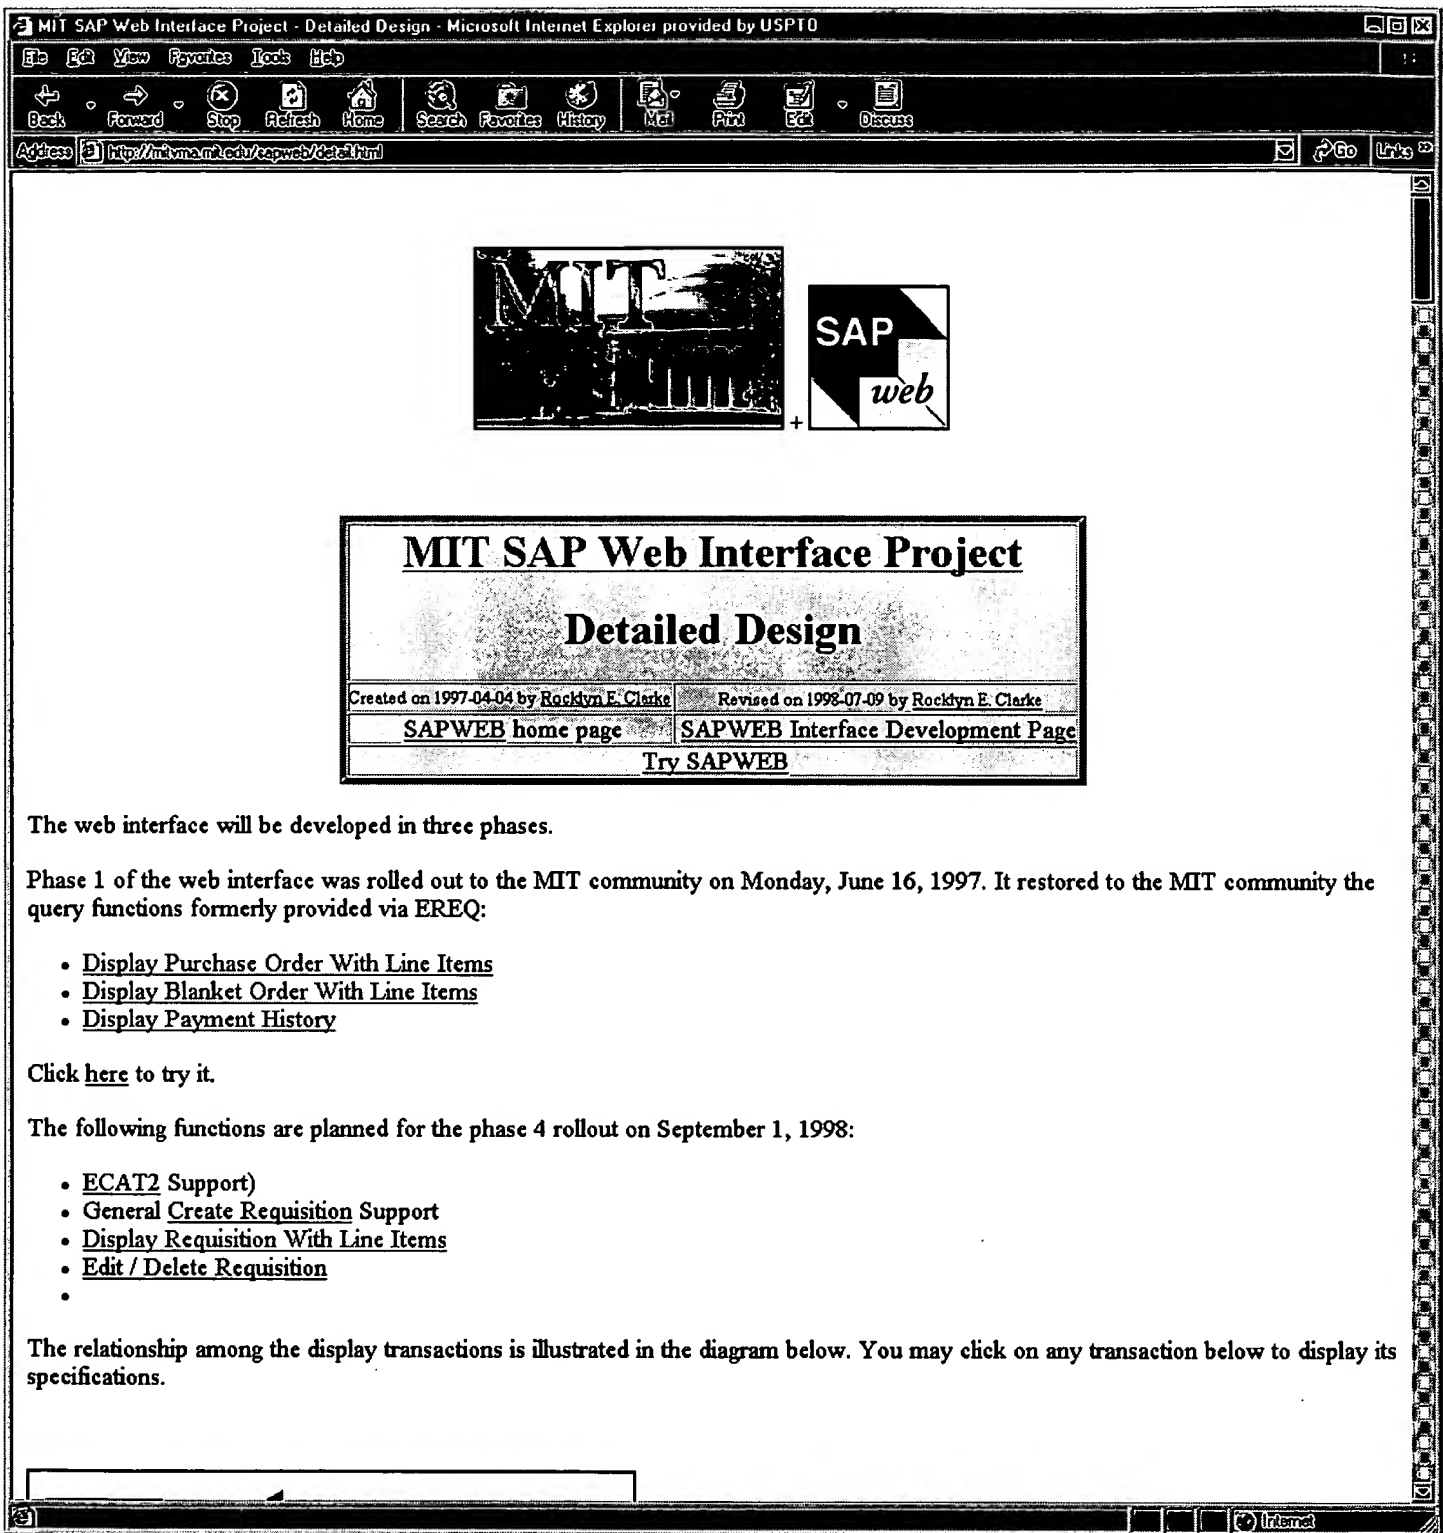 MIT SAP Web Interface Project - Detailed Design - Microsoft Internet Explorer provided by USPTO
File Edit View Favorites Tools Help
Back Forward Stop Refresh Home Search Favorites History Mail Print Edit Discuss
Address http://mitvma.mit.edu/sapweb/detail.html Go Links »
MIT
SAP
web
+
MIT SAP Web Interface Project
Detailed Design
Created on 1997-04-04 by Rocklyn E. Clarke Revised on 1998-07-09 by Rocklyn E. Clarke
SAPWEB home page SAPWEB Interface Development Page
Try SAPWEB
The web interface will be developed in three phases.
Phase 1 of the web interface was rolled out to the MIT community on Monday, June 16, 1997. It restored to the MIT community the
query functions formerly provided via EREQ:
• Display Purchase Order With Line Items
• Display Blanket Order With Line Items
• Display Payment History
Click here to try it.
The following functions are planned for the phase 4 rollout on September 1, 1998:
• ECAT2 Support)
• General Create Requisition Support
• Display Requisition With Line Items
• Edit / Delete Requisition
•
The relationship among the display transactions is illustrated in the diagram below. You may click on any transaction below to display its
specifications.
Internet